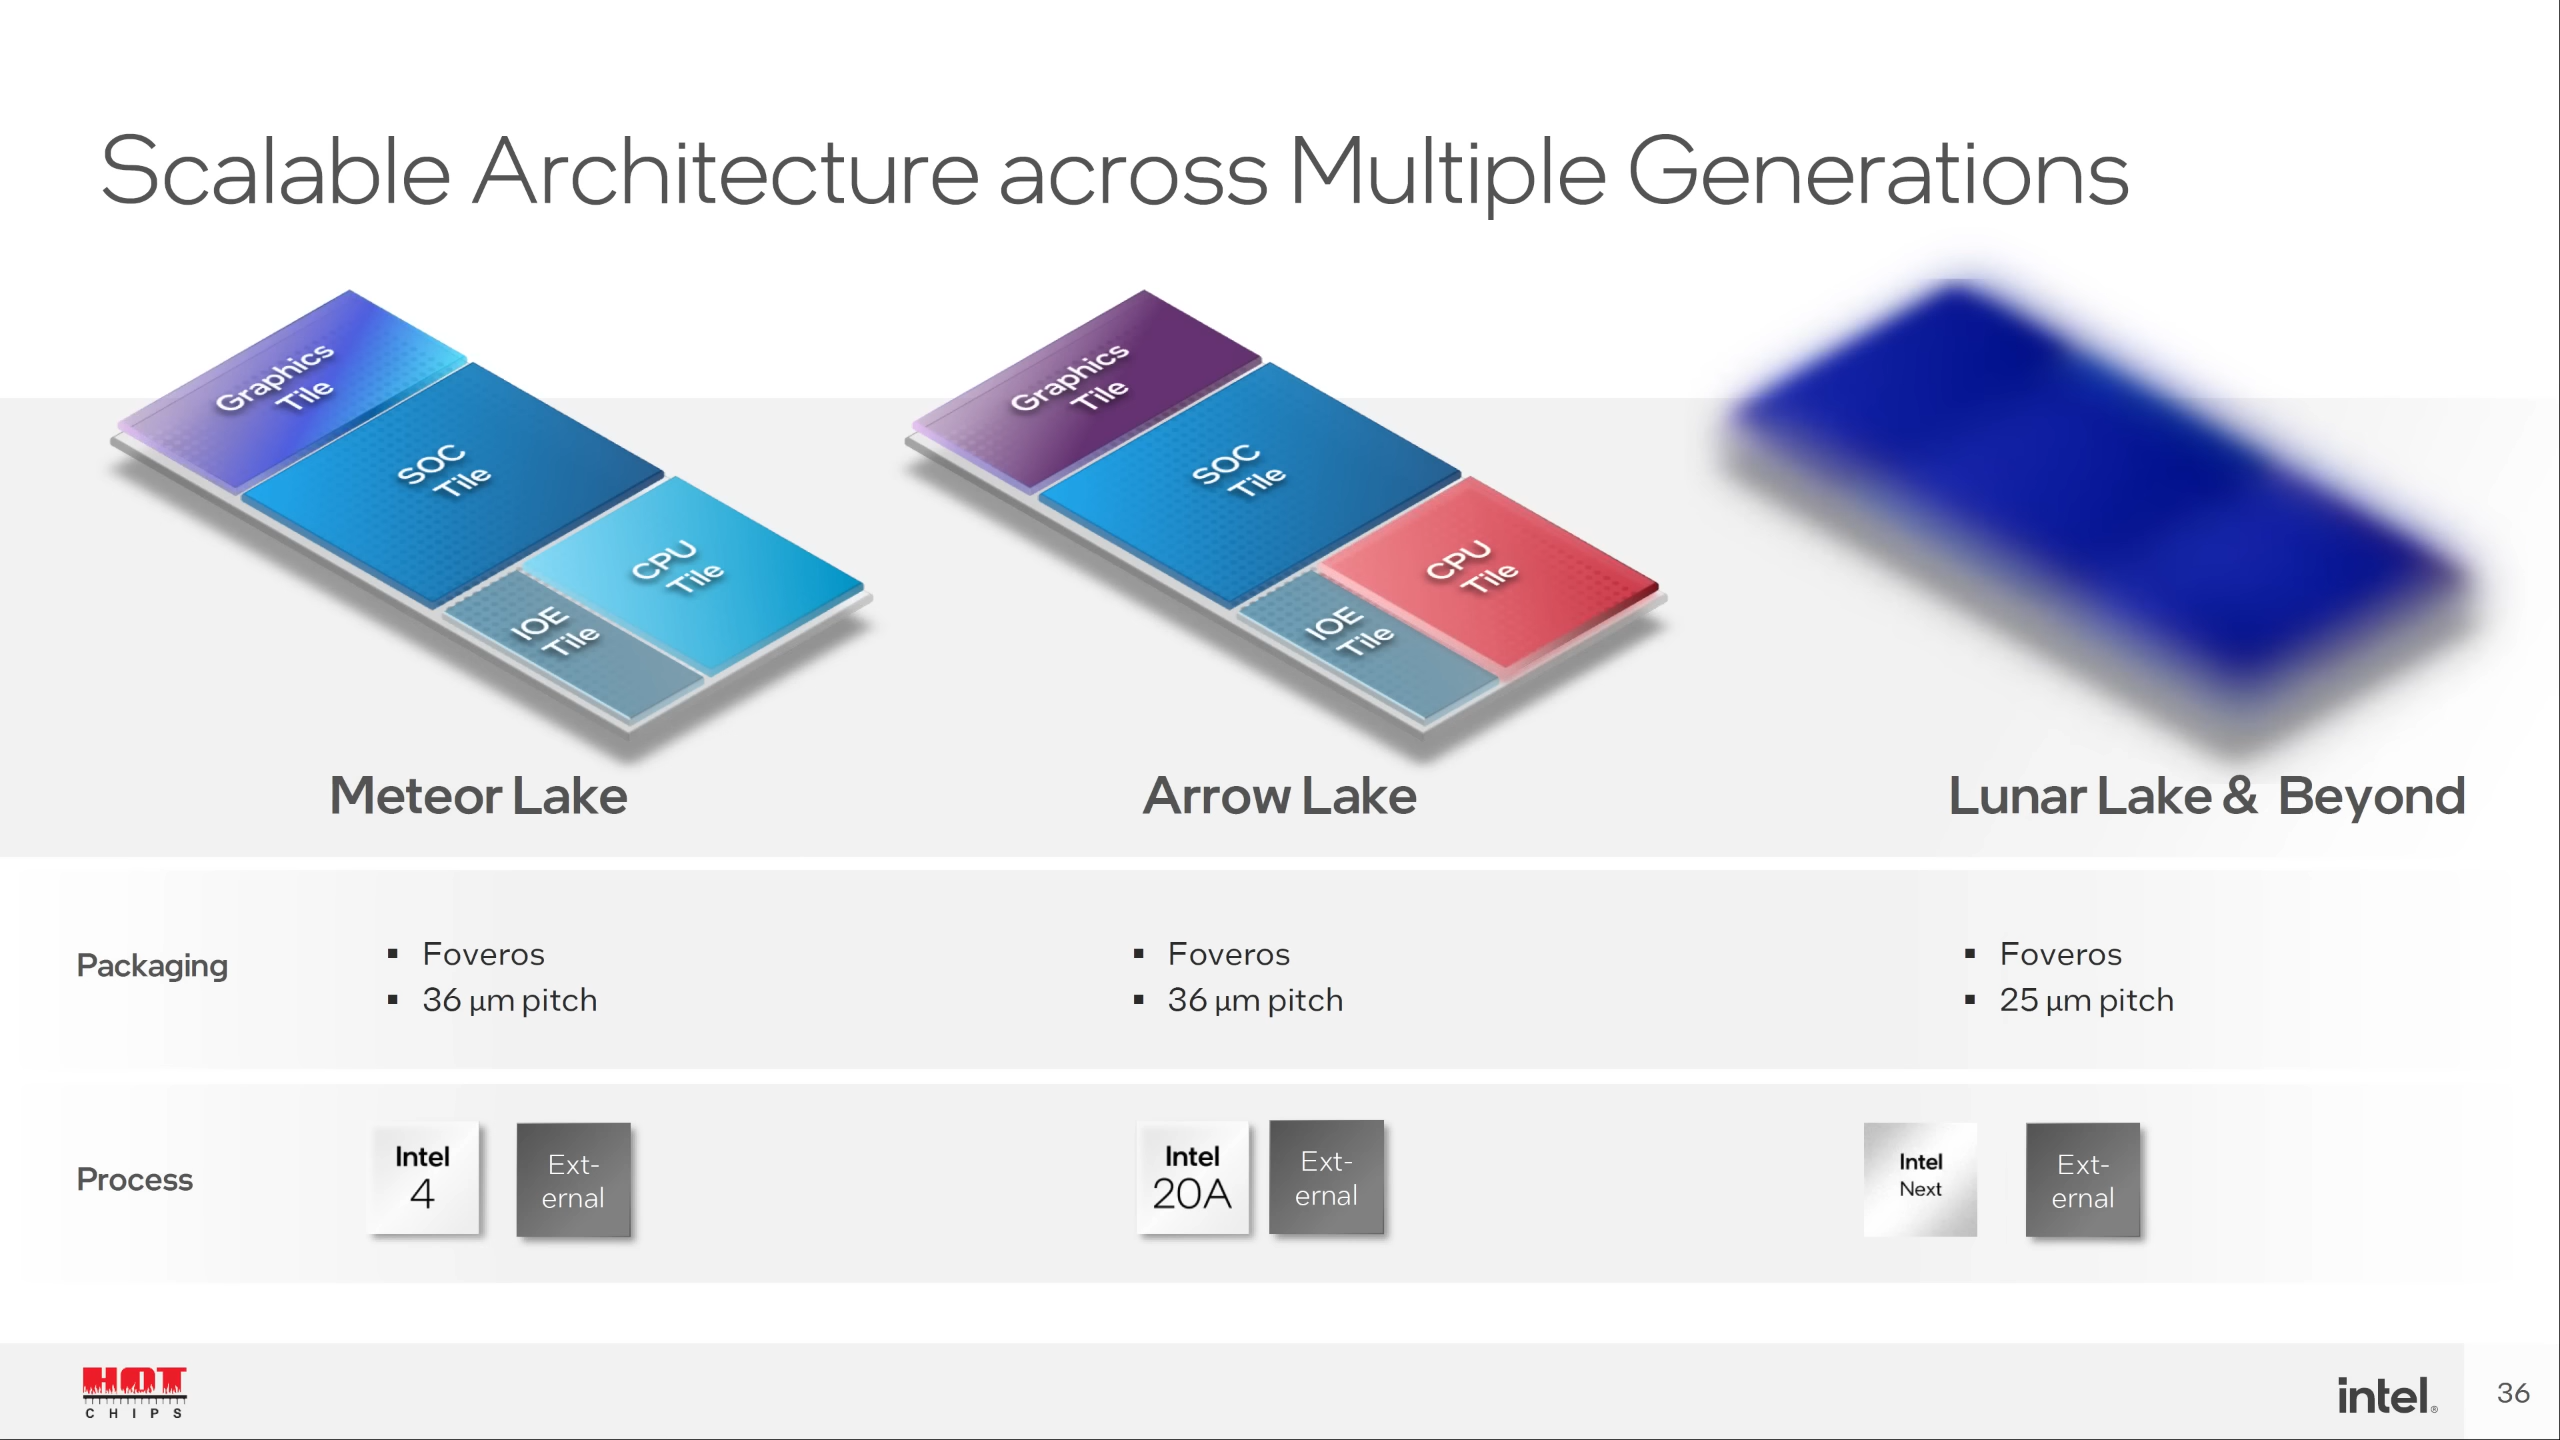 Scalable Architecture across Multiple Generations
Graphics
Tile
SOC
Tile
CPU
Tile
IOE
Tile
Graphics
Tile
SOC
Tile
CPU
Tile
IOE
Tile
Meteor Lake
Arrow Lake
Lunar Lake & Beyond
Packaging
▪ Foveros
▪ 36 µm pitch
▪ Foveros
▪ 36 µm pitch
▪ Foveros
▪ 25 µm pitch
Process
Intel
4
Ext-
ernal
Intel
20A
Ext-
ernal
Intel
Next
Ext-
ernal
HOT
CHIPS
intel®
36